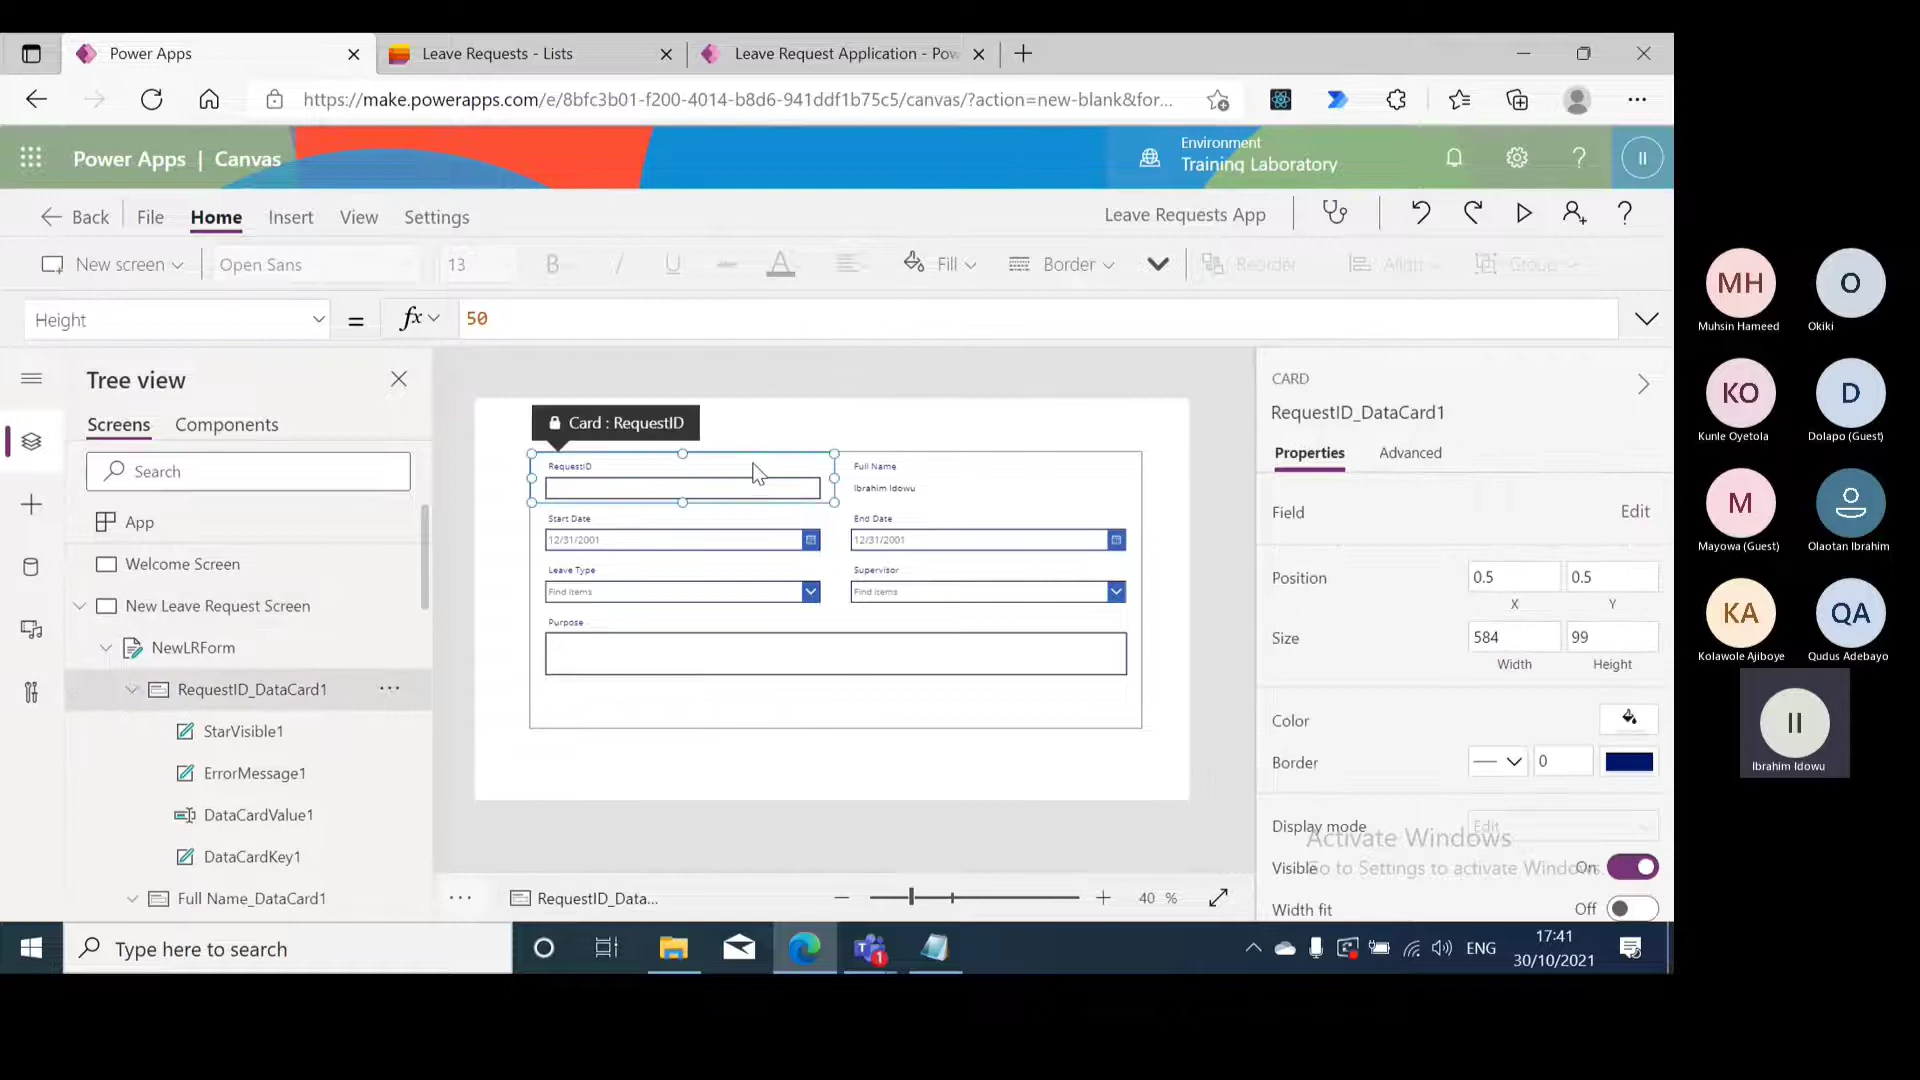 Power Apps
Leave Requests - Lists
Leave Request Application - Pow
https://make.powerapps.com/e/8bfc3b01-f200-4014-b8d6-941ddf1b75c5/canvas/?action=new-blank&for...
Power Apps | Canvas
Environment
Training Laboratory
II
Back
File
Home
Insert
View
Settings
Leave Requests App
?
New screen
Open Sans
13
B
/
U
A
Fill
Border
Reorder
Align
Group
Height
=
fx
50
Tree view
Screens
Components
Search
App
Welcome Screen
New Leave Request Screen
NewLRForm
RequestID_DataCard1
StarVisible1
ErrorMessage1
DataCardValue1
DataCardKey1
Full Name_DataCard1
Card : RequestID
RequestID
Full Name
Ibrahim Idowu
Start Date
End Date
12/31/2001
12/31/2001
Leave Type
Supervisor
Find items
Find items
Purpose
RequestID_Data...
40 %
CARD
RequestID_DataCard1
Properties
Advanced
Field
Edit
Position
0.5
0.5
X
Y
Size
584
99
Width
Height
Color
Border
0
Display mode
Edit
Activate Windows
Visible
Go to Settings to activate Windows.
On
Width fit
Off
Type here to search
1
ENG
17:41
30/10/2021
MH
Muhsin Hameed
O
Okiki
KO
Kunle Oyetola
D
Dolapo (Guest)
M
Mayowa (Guest)
Olaotan Ibrahim
KA
Kolawole Ajiboye
QA
Qudus Adebayo
II
Ibrahim Idowu